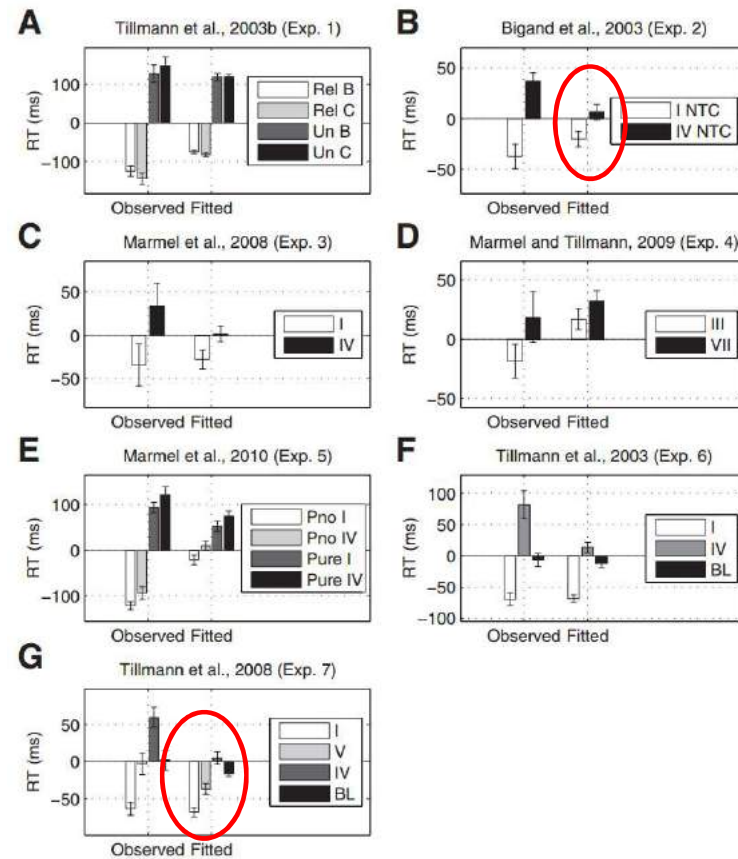 A
Tillmann et al., 2003b (Exp. 1)
RT (ms)
100
0
−100
Rel B
Rel C
Un B
Un C
Observed Fitted
B
Bigand et al., 2003 (Exp. 2)
RT (ms)
50
0
−50
I NTC
IV NTC
Observed Fitted
C
Marmel et al., 2008 (Exp. 3)
RT (ms)
50
0
−50
I
IV
Observed Fitted
D
Marmel and Tillmann, 2009 (Exp. 4)
RT (ms)
50
0
−50
III
VII
Observed Fitted
E
Marmel et al., 2010 (Exp. 5)
RT (ms)
100
0
−100
Pno I
Pno IV
Pure I
Pure IV
Observed Fitted
F
Tillmann et al., 2003 (Exp. 6)
RT (ms)
100
50
0
−50
−100
I
IV
BL
Observed Fitted
G
Tillmann et al., 2008 (Exp. 7)
RT (ms)
50
0
−50
I
V
IV
BL
Observed Fitted